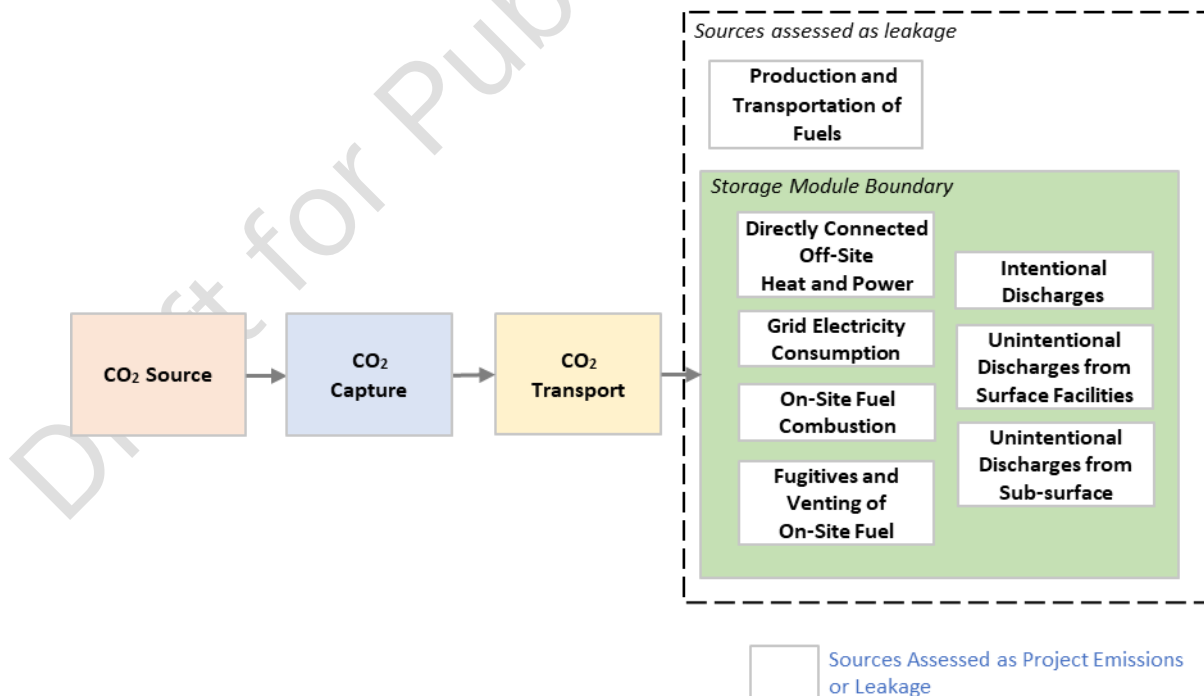 Draft for Pub
Sources assessed as leakage
Production and
Transportation of
Fuels
Storage Module Boundary
Directly Connected
Off-Site
Heat and Power
Grid Electricity
Consumption
On-Site Fuel
Combustion
Fugitives and
Venting of
On-Site Fuel
Intentional
Discharges
Unintentional
Discharges from
Surface Facilities
Unintentional
Discharges from
Sub-surface
CO₂ Source
CO₂
Capture
CO₂
Transport
Sources Assessed as Project Emissions
or Leakage